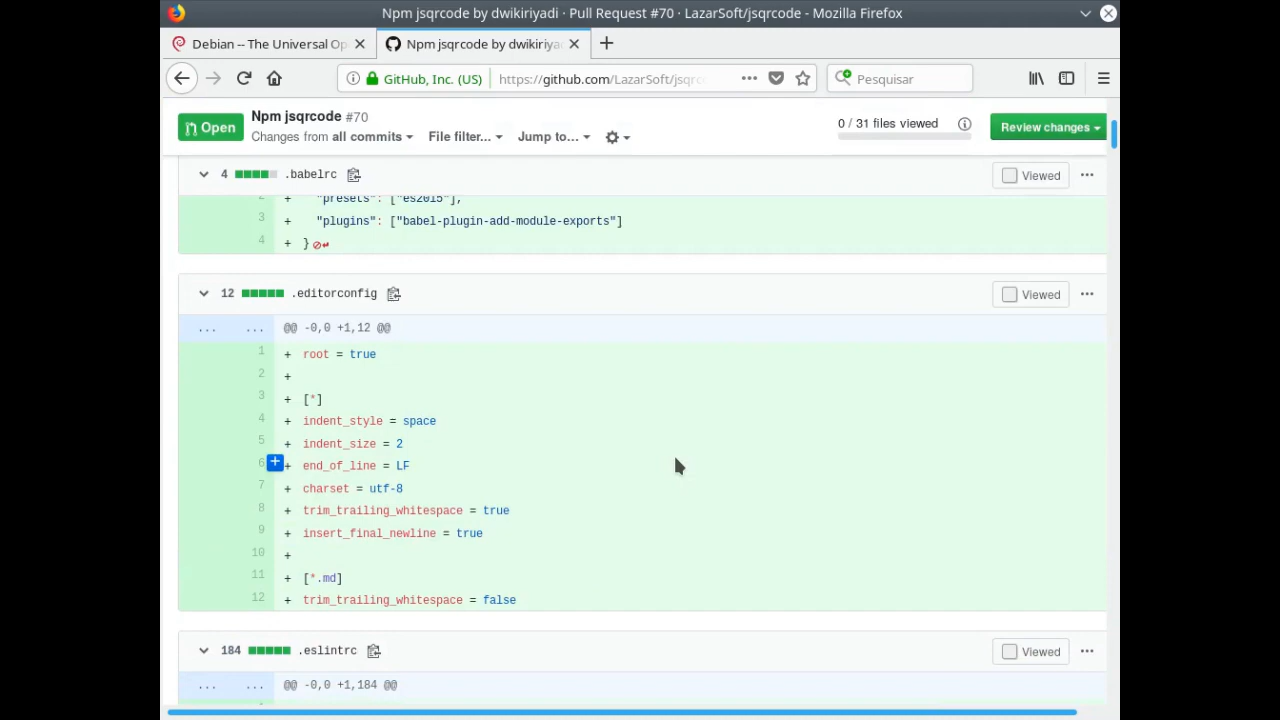 Npm jsqrcode by dwikiriyadi · Pull Request #70 · LazarSoft/jsqrcode - Mozilla Firefox
Debian -- The Universal Op
Npm jsqrcode by dwikiriya
GitHub, Inc. (US)
https://github.com/LazarSoft/jsqrc
Pesquisar
Open
Npm jsqrcode #70
Changes from all commits
File filter...
Jump to...
0 / 31 files viewed
Review changes
4 .babelrc
Viewed
2 + "presets": ["es2015"],
3 + "plugins": ["babel-plugin-add-module-exports"]
4 + }
12 .editorconfig
Viewed
... ... @@ -0,0 +1,12 @@
1 + root = true
2 +
3 + [*]
4 + indent_style = space
5 + indent_size = 2
6 + end_of_line = LF
7 + charset = utf-8
8 + trim_trailing_whitespace = true
9 + insert_final_newline = true
10 +
11 + [*.md]
12 + trim_trailing_whitespace = false
184 .eslintrc
Viewed
... ... @@ -0,0 +1,184 @@